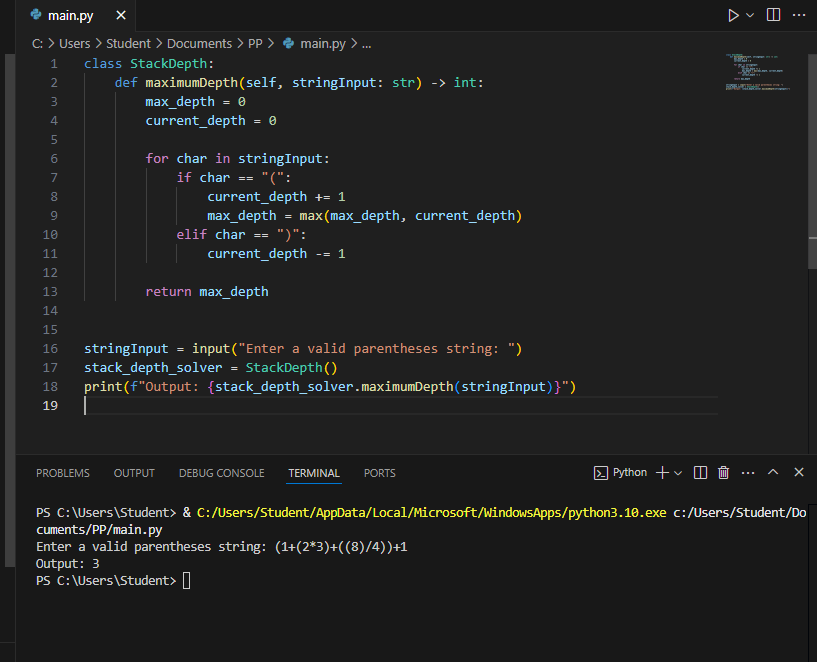 main.py
C: > Users > Student > Documents > PP > main.py > ...
1 class StackDepth:
2     def maximumDepth(self, stringInput: str) -> int:
3         max_depth = 0
4         current_depth = 0
5
6         for char in stringInput:
7             if char == "(":
8                 current_depth += 1
9                 max_depth = max(max_depth, current_depth)
10             elif char == ")":
11                 current_depth -= 1
12
13         return max_depth
14
15
16 stringInput = input("Enter a valid parentheses string: ")
17 stack_depth_solver = StackDepth()
18 print(f"Output: {stack_depth_solver.maximumDepth(stringInput)}")
19
PROBLEMS OUTPUT DEBUG CONSOLE TERMINAL PORTS Python
PS C:\Users\Student> & C:/Users/Student/AppData/Local/Microsoft/WindowsApps/python3.10.exe c:/Users/Student/Do
cuments/PP/main.py
Enter a valid parentheses string: (1+(2*3)+((8)/4))+1
Output: 3
PS C:\Users\Student>